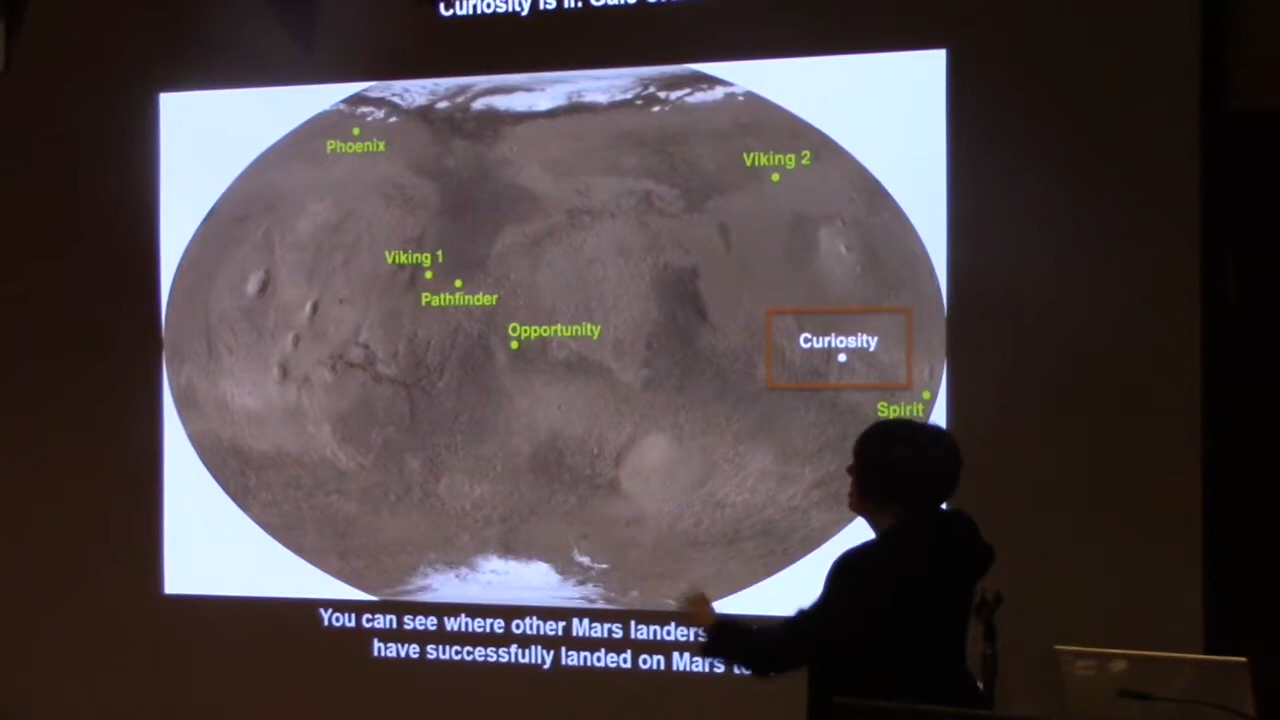 Curiosity is
Phoenix
Viking 2
Viking 1
Pathfinder
Opportunity
Curiosity
Spirit
You can see where other Mars landers
have successfully landed on Mars